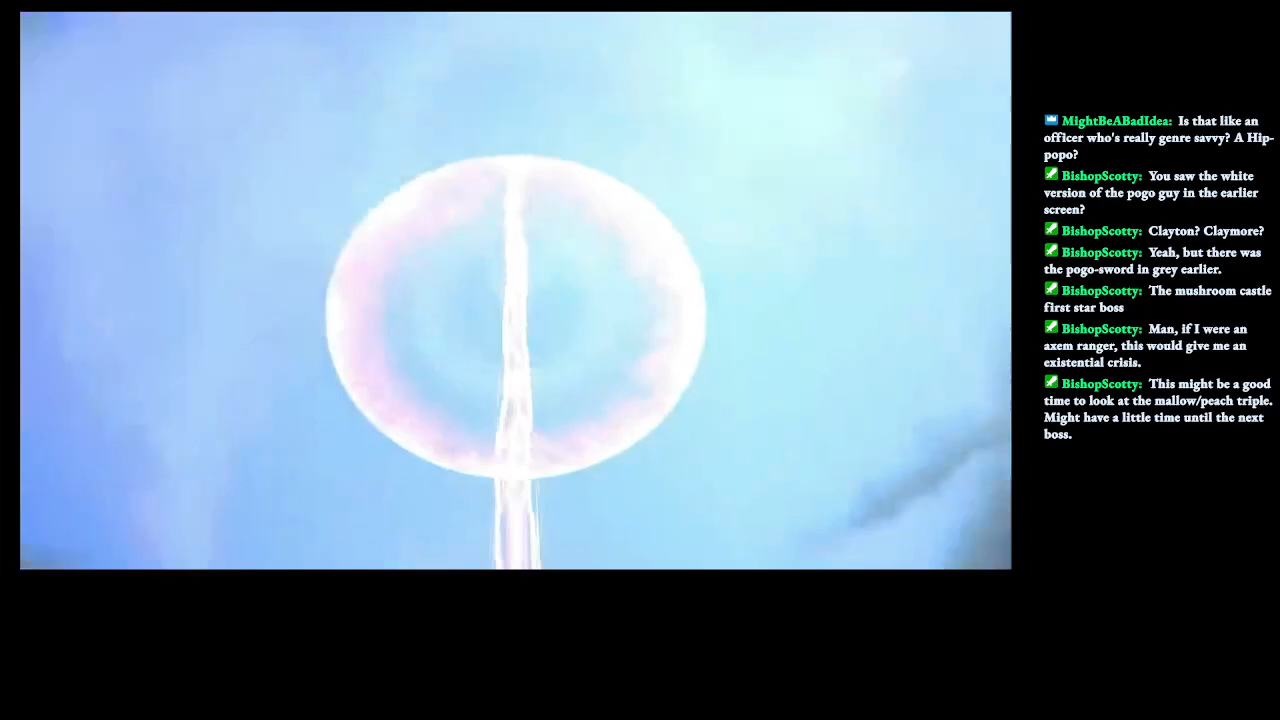 MightBeABadIdea: Is that like an
officer who's really genre savvy? A Hip-
popo?
BishopScotty: You saw the white
version of the pogo guy in the earlier
screen?
BishopScotty: Clayton? Claymore?
BishopScotty: Yeah, but there was
the pogo-sword in grey earlier.
BishopScotty: The mushroom castle
first star boss
BishopScotty: Man, if I were an
axem ranger, this would give me an
existential crisis.
BishopScotty: This might be a good
time to look at the mallow/peach triple.
Might have a little time until the next
boss.